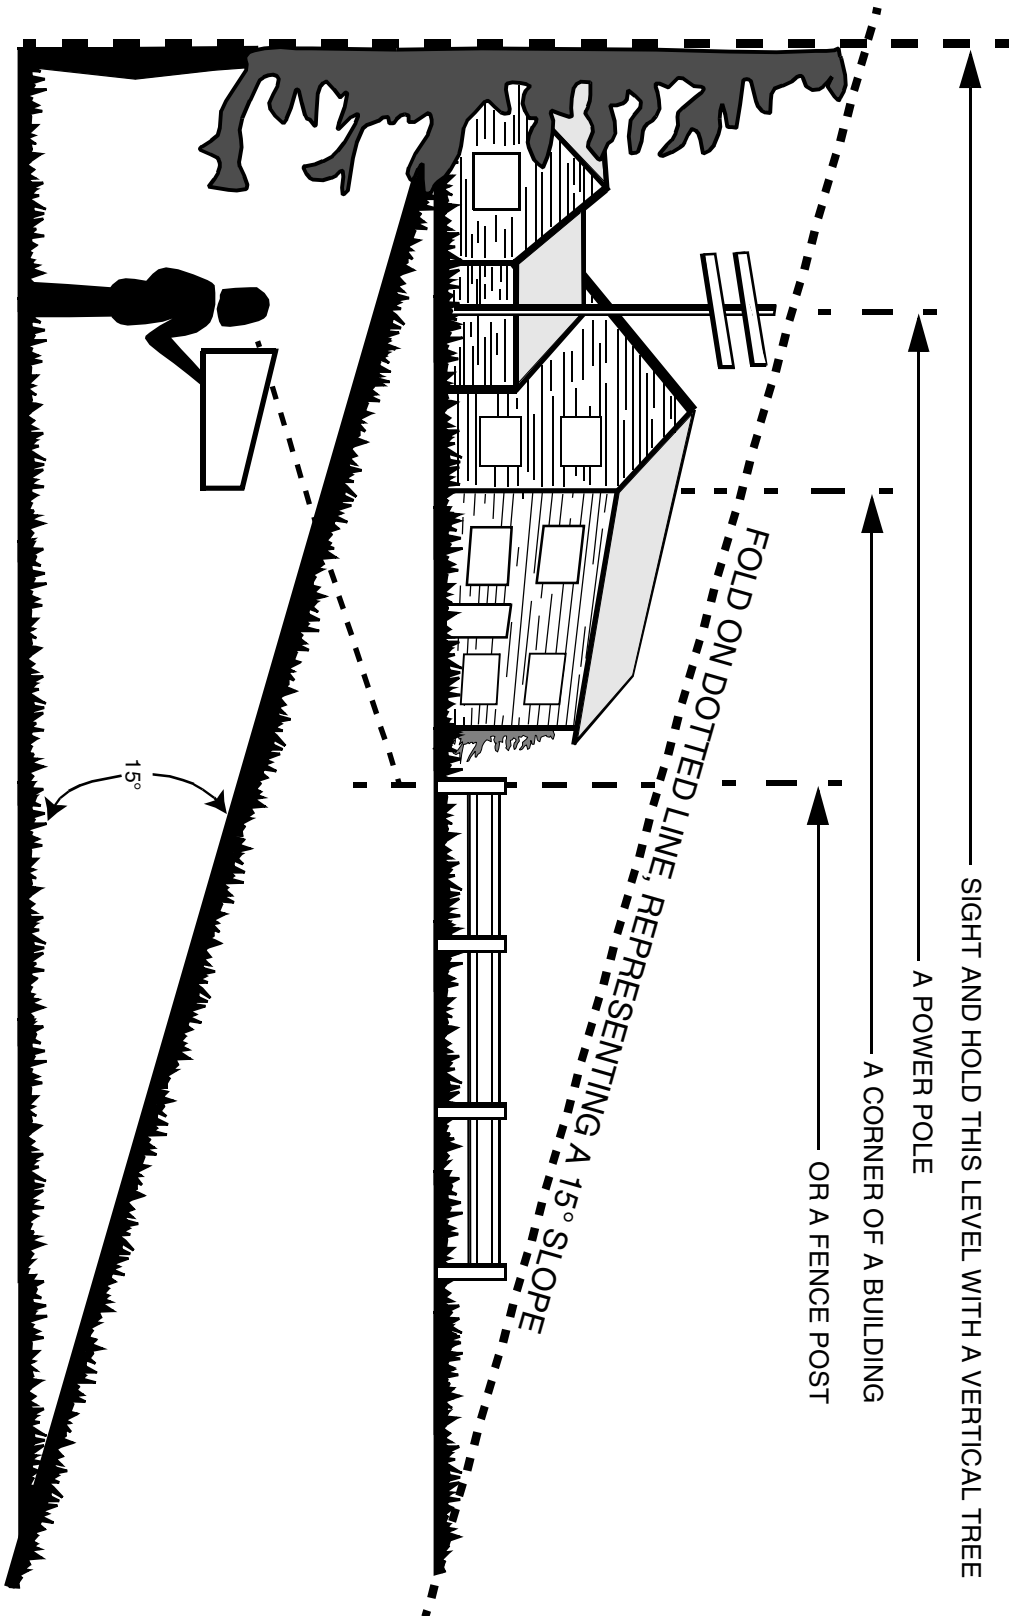 SIGHT AND HOLD THIS LEVEL WITH A VERTICAL TREE
A POWER POLE
A CORNER OF A BUILDING
OR A FENCE POST
FOLD ON DOTTED LINE, REPRESENTING A 15° SLOPE
15°